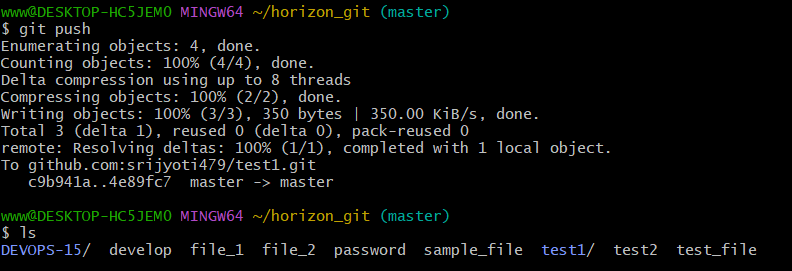 www@DESKTOP-HC5JEMO MINGW64 ~/horizon_git (master)
$ git push
Enumerating objects: 4, done.
Counting objects: 100% (4/4), done.
Delta compression using up to 8 threads
Compressing objects: 100% (2/2), done.
Writing objects: 100% (3/3), 350 bytes | 350.00 KiB/s, done.
Total 3 (delta 1), reused 0 (delta 0), pack-reused 0
remote: Resolving deltas: 100% (1/1), completed with 1 local object.
To github.com:srijyoti479/test1.git
   c9b941a..4e89fc7  master -> master

www@DESKTOP-HC5JEMO MINGW64 ~/horizon_git (master)
$ ls
DEVOPS-15/  develop  file_1  file_2  password  sample_file  test1/  test2  test_file